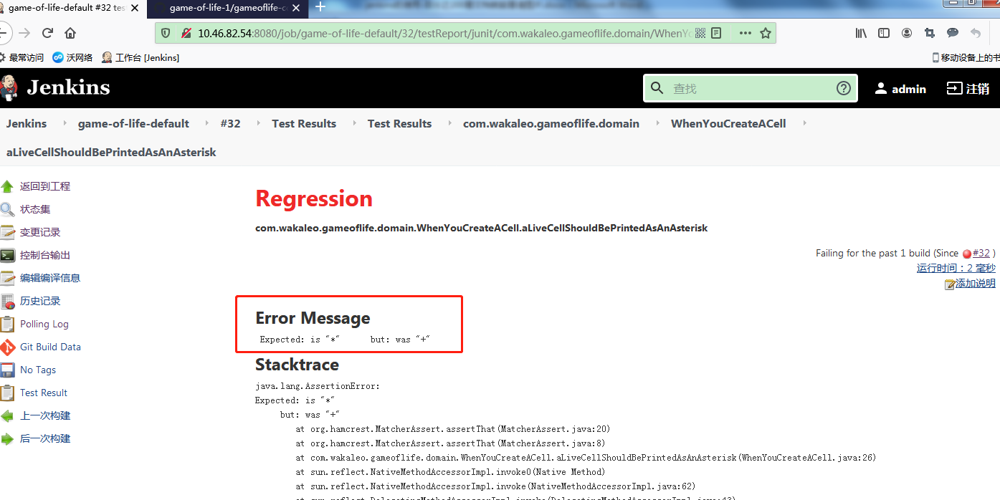 game-of-life-default #32 tes
game-of-life-1/gameoflife-c
10.46.82.54:8080/job/game-of-life-default/32/testReport/junit/com.wakaleo.gameoflife.domain/WhenYo
最常访问 沃网络 工作台 [Jenkins] 移动设备上的书
Jenkins 查找 admin 注销
Jenkins game-of-life-default #32 Test Results Test Results com.wakaleo.gameoflife.domain WhenYouCreateACell
aLiveCellShouldBePrintedAsAnAsterisk
返回到工程
状态集
变更记录
控制台输出
编辑编译信息
历史记录
Polling Log
Git Build Data
No Tags
Test Result
上一次构建
后一次构建
Regression
com.wakaleo.gameoflife.domain.WhenYouCreateACell.aLiveCellShouldBePrintedAsAnAsterisk
Failing for the past 1 build (Since #32 )
运行时间：2 毫秒
添加说明
Error Message
Expected: is "*" but: was "+"
Stacktrace
java.lang.AssertionError:
Expected: is "*"
but: was "+"
at org.hamcrest.MatcherAssert.assertThat(MatcherAssert.java:20)
at org.hamcrest.MatcherAssert.assertThat(MatcherAssert.java:8)
at com.wakaleo.gameoflife.domain.WhenYouCreateACell.aLiveCellShouldBePrintedAsAnAsterisk(WhenYouCreateACell.java:26)
at sun.reflect.NativeMethodAccessorImpl.invoke0(Native Method)
at sun.reflect.NativeMethodAccessorImpl.invoke(NativeMethodAccessorImpl.java:62)
at sun.reflect.DelegatingMethodAccessorImpl.invoke(DelegatingMethodAccessorImpl.java:43)